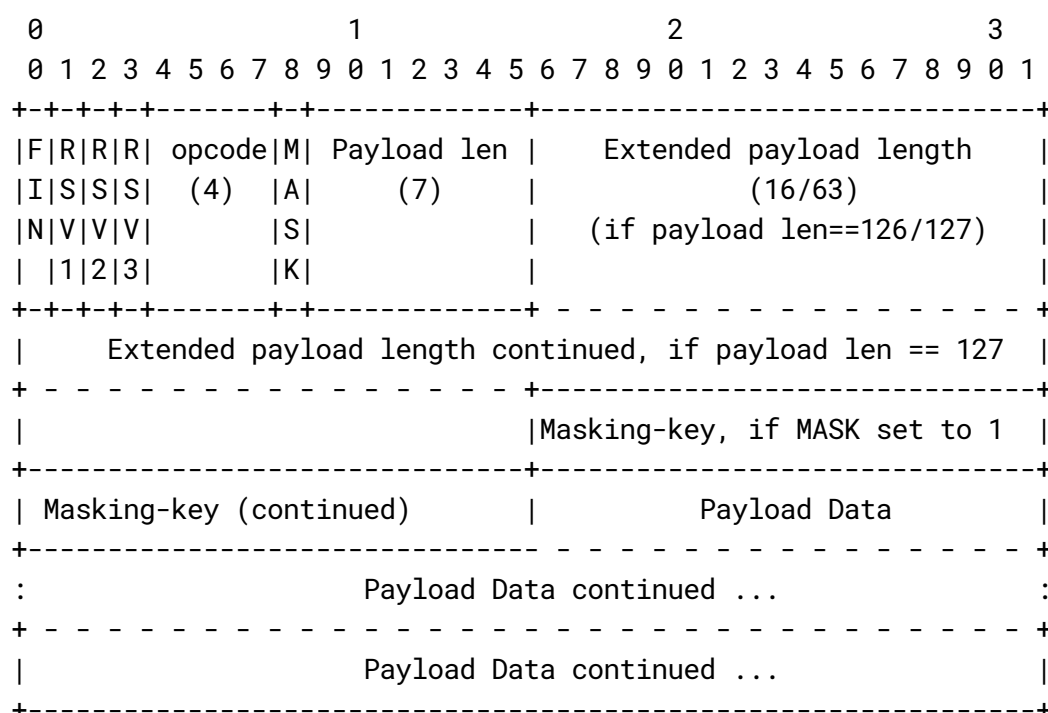 0                   1                   2                   3
 0 1 2 3 4 5 6 7 8 9 0 1 2 3 4 5 6 7 8 9 0 1 2 3 4 5 6 7 8 9 0 1
+-+-+-+-+-------+-+-------------+-------------------------------+
|F|R|R|R| opcode|M| Payload len |    Extended payload length    |
|I|S|S|S|  (4)  |A|     (7)     |             (16/63)           |
|N|V|V|V|       |S|             |   (if payload len==126/127)   |
| |1|2|3|       |K|             |                               |
+-+-+-+-+-------+-+-------------+ - - - - - - - - - - - - - - - +
|     Extended payload length continued, if payload len == 127  |
+ - - - - - - - - - - - - - - - +-------------------------------+
|                               |Masking-key, if MASK set to 1  |
+-------------------------------+-------------------------------+
| Masking-key (continued)       |          Payload Data         |
+-------------------------------- - - - - - - - - - - - - - - - +
:                     Payload Data continued ...                :
+ - - - - - - - - - - - - - - - - - - - - - - - - - - - - - - - +
|                     Payload Data continued ...                |
+---------------------------------------------------------------+